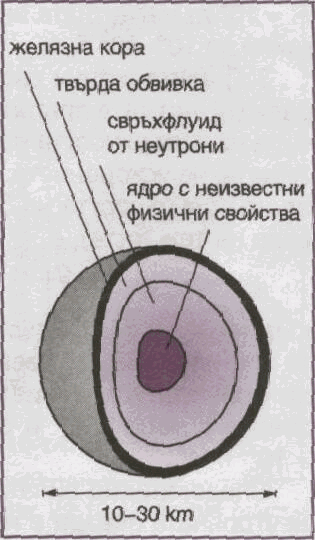 желязна кора
твърда обвивка
свръхфлуид
от неутрони
ядро с неизвестни
физични свойства
10–30 km